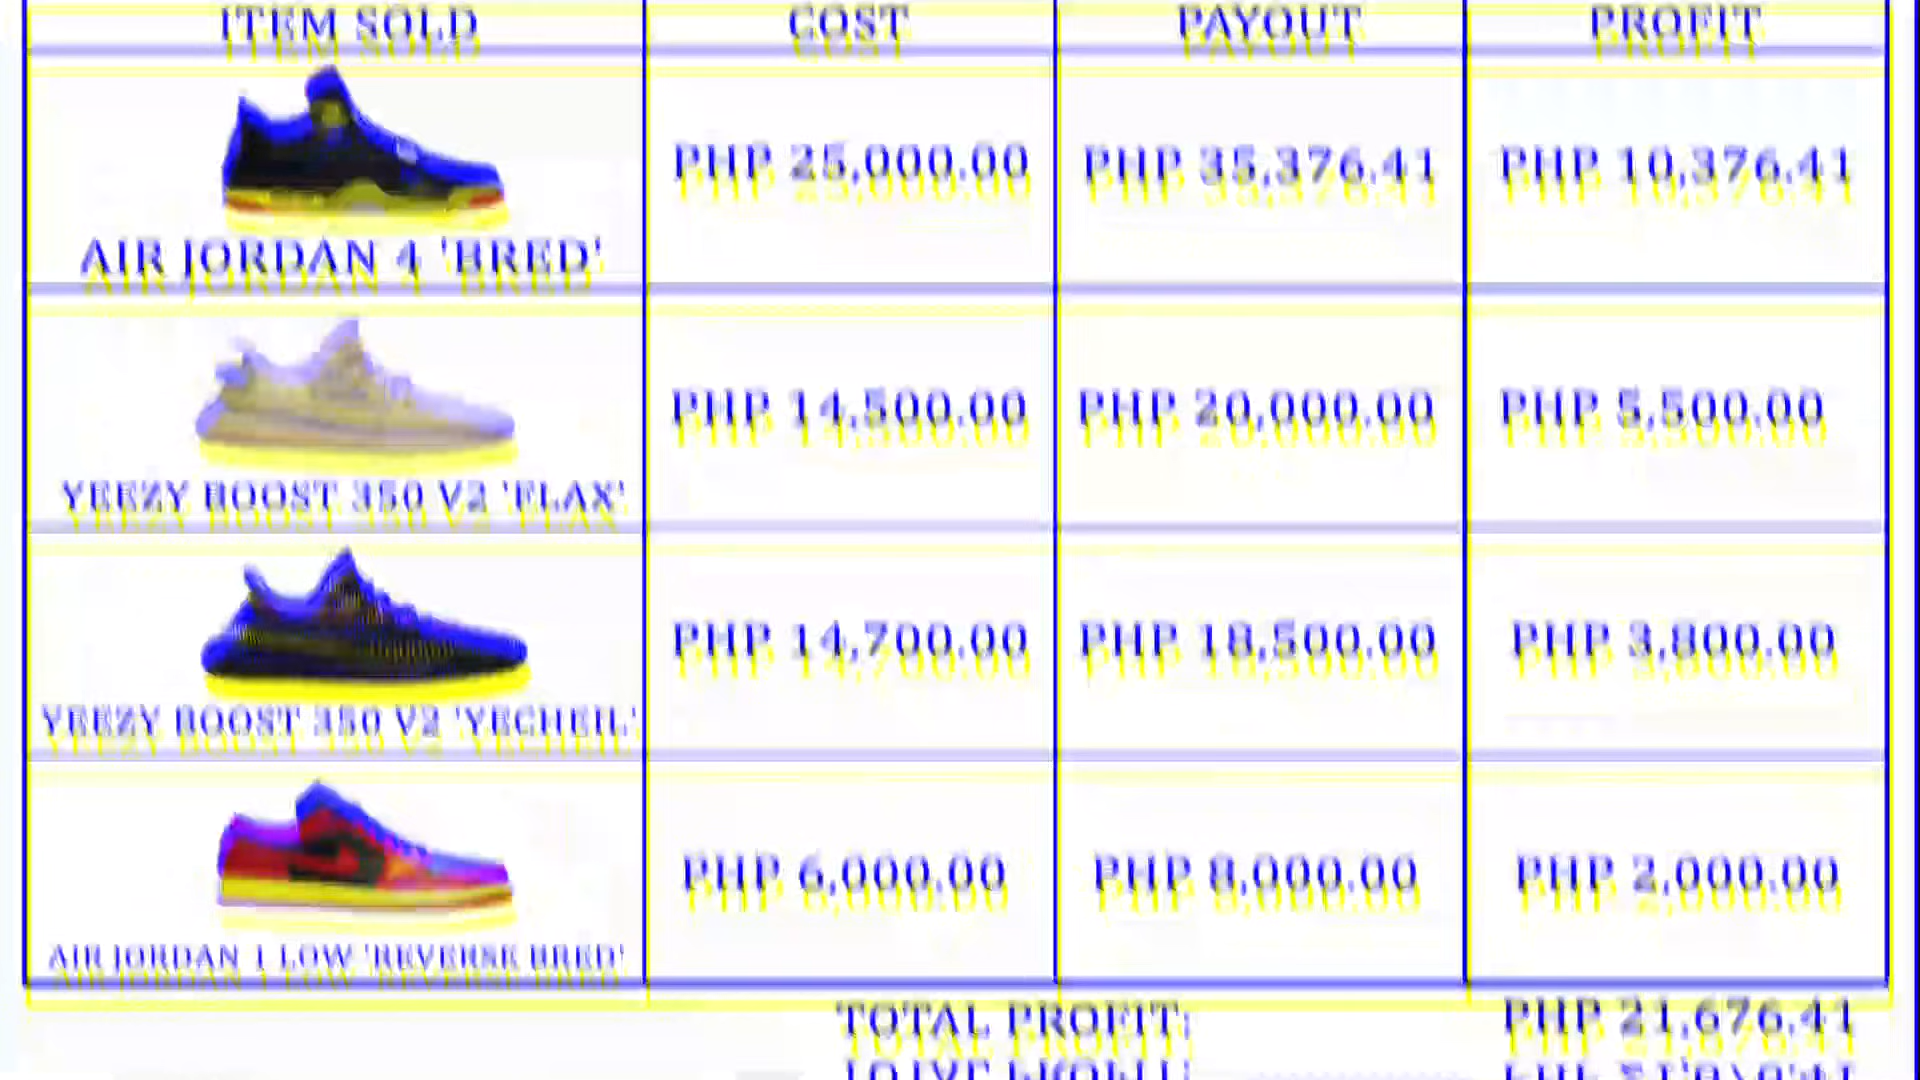 ITEM SOLD COST PAYOUT PROFIT
PHP 25,000.00 PHP 35,376.41 PHP 10,376.41
AIR JORDAN 4 'BRED'
PHP 14,500.00 PHP 20,000.00 PHP 5,500.00
YEEZY BOOST 350 V2 'FLAX'
PHP 14,700.00 PHP 18,500.00 PHP 3,800.00
YEEZY BOOST 350 V2 'YECHEIL'
PHP 6,000.00 PHP 8,000.00 PHP 2,000.00
AIR JORDAN 1 LOW 'REVERSE BRED'
TOTAL PROFIT: PHP 21,676.41